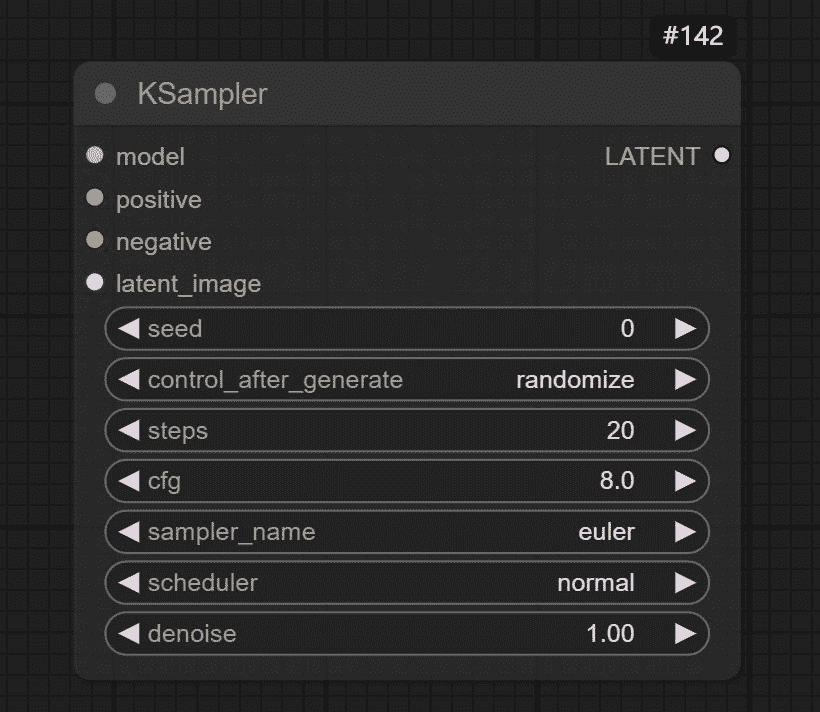 #142
KSampler
model LATENT
positive
negative
latent_image
seed 0
control_after_generate randomize
steps 20
cfg 8.0
sampler_name euler
scheduler normal
denoise 1.00